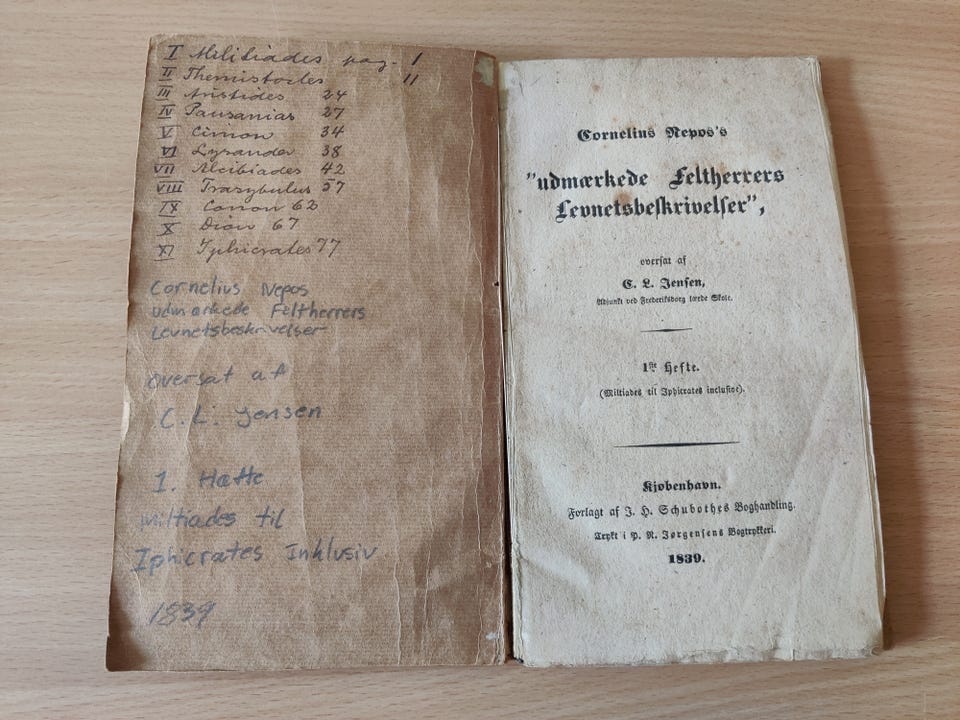 I Miltiades pag. 1
II Themistocles 11
III Aristides 24
IV Pausanias 27
V Cimon 34
VI Lysander 38
VII Alcibiades 42
VIII Trasybulus 57
IX Conon 62
X Dion 67
XI Iphicrates 77
Cornelius Nepos
udmærkede Feltherrers
Levnetsbeskrivelser
oversat af
C. L. Jensen
1. Hæfte
Miltiades til
Iphicrates Inklusiv
1839
Cornelius Nepos's
"udmærkede Feltherrers
Levnetsbeskrivelser",
oversat af
C. L. Jensen,
Adjunkt ved Frederiksborg lærde Skole.
1ste Hefte.
(Miltiades til Iphicrates inclusive).
Kjøbenhavn.
Forlagt af J. H. Schubothes Boghandling.
Trykt i P. N. Jørgensens Bogtrykkeri.
1839.